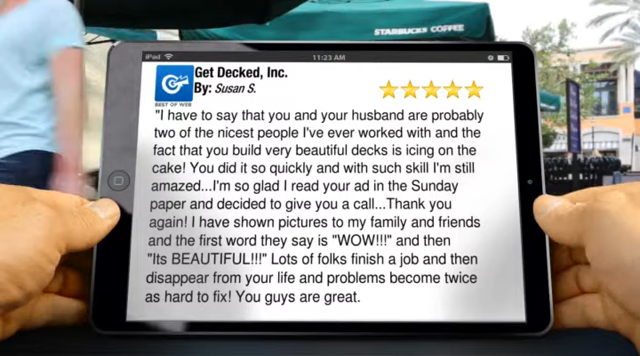 STARBUCKS COFFEE
iPad
11:23 AM
Get Decked, Inc.
By: Susan S.
BEST OF WEB
"I have to say that you and your husband are probably
two of the nicest people I've ever worked with and the
fact that you build very beautiful decks is icing on the
cake! You did it so quickly and with such skill I'm still
amazed...I'm so glad I read your ad in the Sunday
paper and decided to give you a call...Thank you
again! I have shown pictures to my family and friends
and the first word they say is "WOW!!!" and then
"Its BEAUTIFUL!!!" Lots of folks finish a job and then
disappear from your life and problems become twice
as hard to fix! You guys are great.